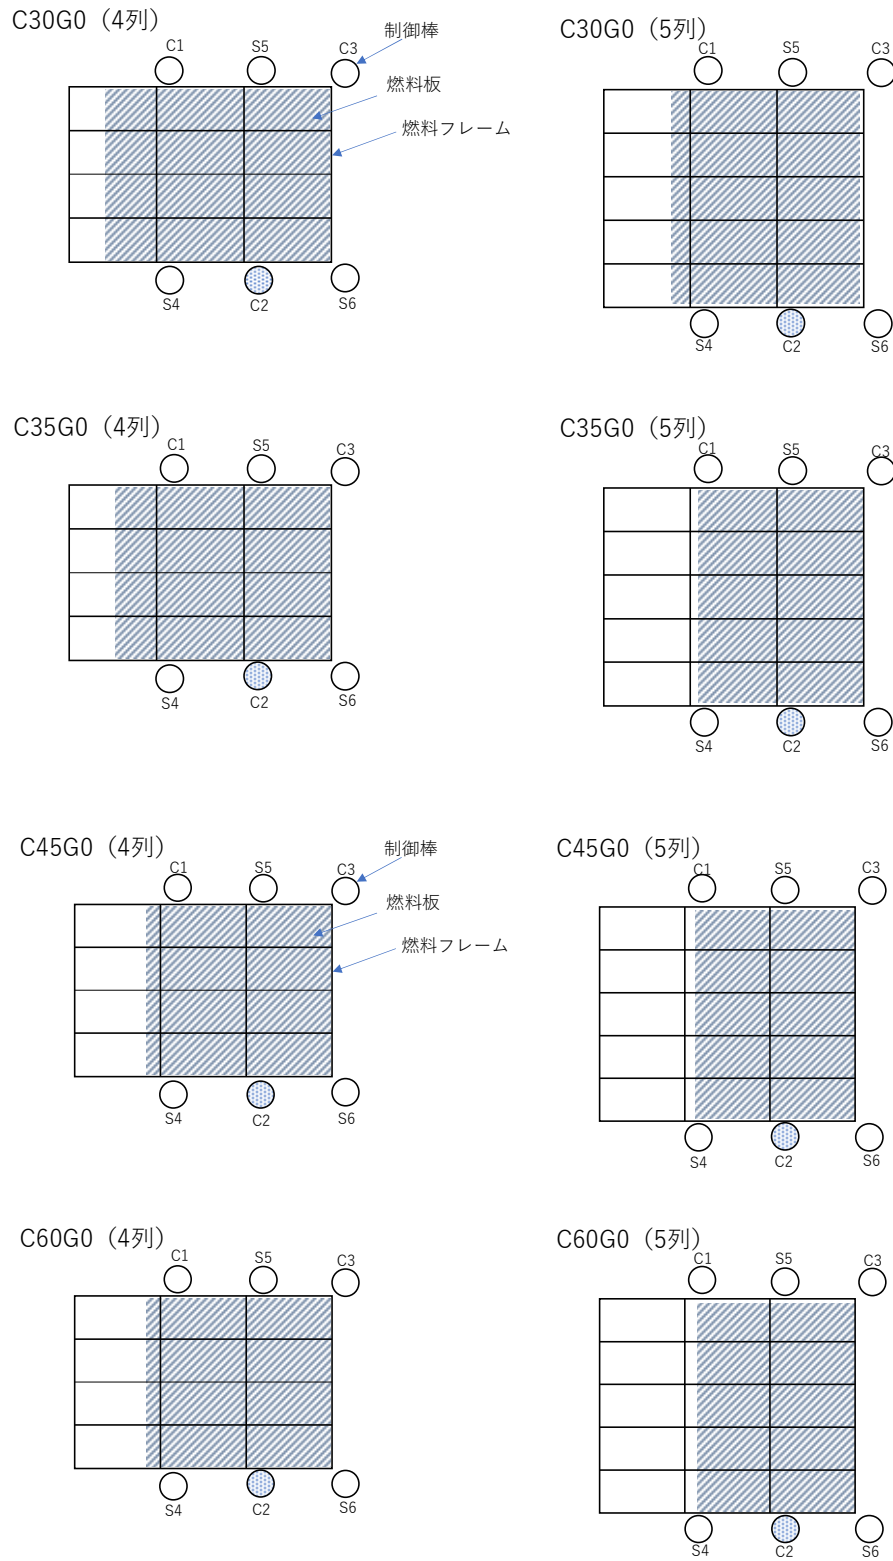 C30G0（4列）
C1
S5
C3
制御棒
燃料板
燃料フレーム
S4
C2
S6
C30G0（5列）
C1
S5
C3
S4
C2
S6
C35G0（4列）
C1
S5
C3
S4
C2
S6
C35G0（5列）
C1
S5
C3
S4
C2
S6
C45G0（4列）
C1
S5
C3
制御棒
燃料板
燃料フレーム
S4
C2
S6
C45G0（5列）
C1
S5
C3
S4
C2
S6
C60G0（4列）
C1
S5
C3
S4
C2
S6
C60G0（5列）
C1
S5
C3
S4
C2
S6